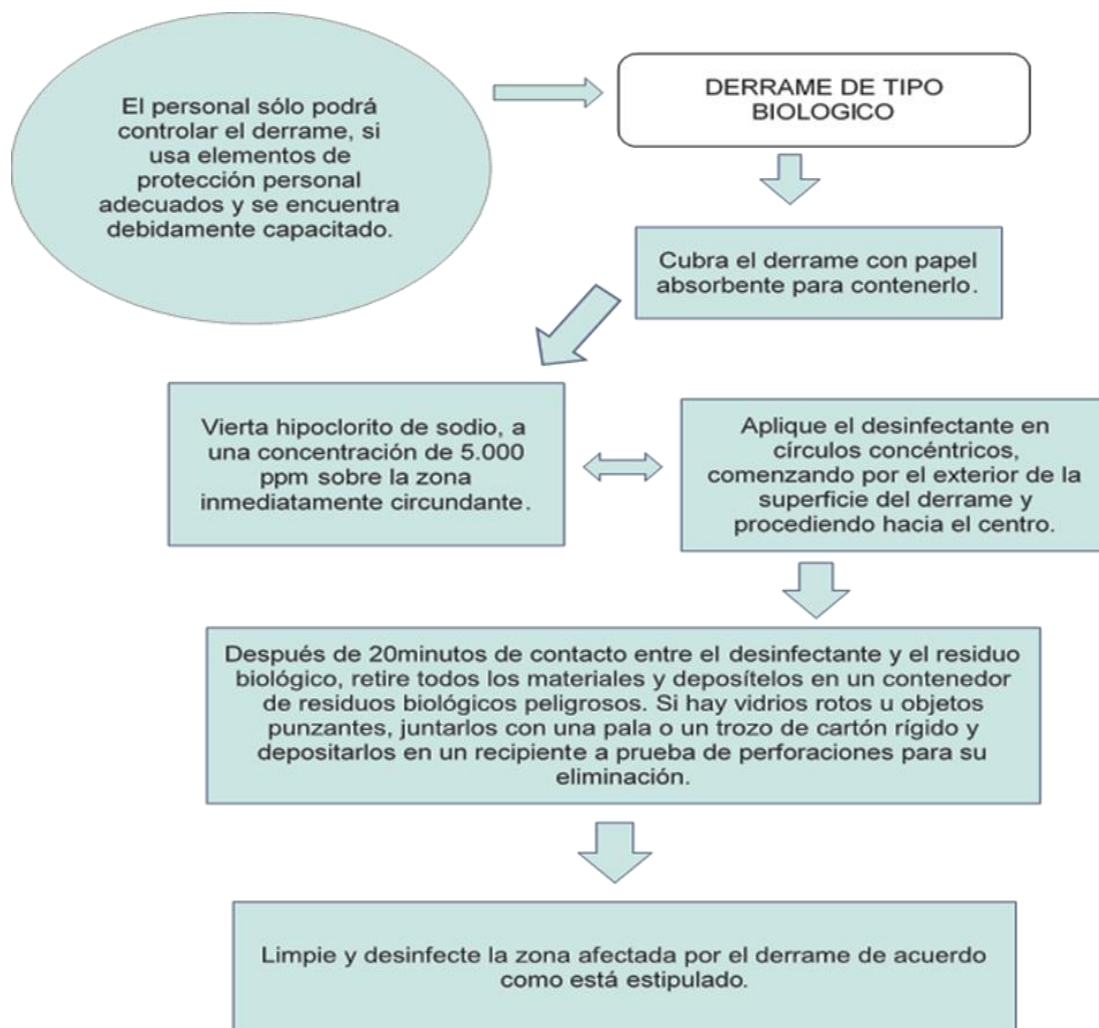 El personal sólo podrá
controlar el derrame, si
usa elementos de
protección personal
adecuados y se encuentra
debidamente capacitado.
DERRAME DE TIPO
BIOLOGICO
Cubra el derrame con papel
absorbente para contenerlo.
Vierta hipoclorito de sodio, a
una concentración de 5.000
ppm sobre la zona
inmediatamente circundante.
Aplique el desinfectante en
círculos concéntricos,
comenzando por el exterior de la
superficie del derrame y
procediendo hacia el centro.
Después de 20minutos de contacto entre el desinfectante y el residuo
biológico, retire todos los materiales y deposítelos en un contenedor
de residuos biológicos peligrosos. Si hay vidrios rotos u objetos
punzantes, juntarlos con una pala o un trozo de cartón rígido y
depositarlos en un recipiente a prueba de perforaciones para su
eliminación.
Limpie y desinfecte la zona afectada por el derrame de acuerdo
como está estipulado.